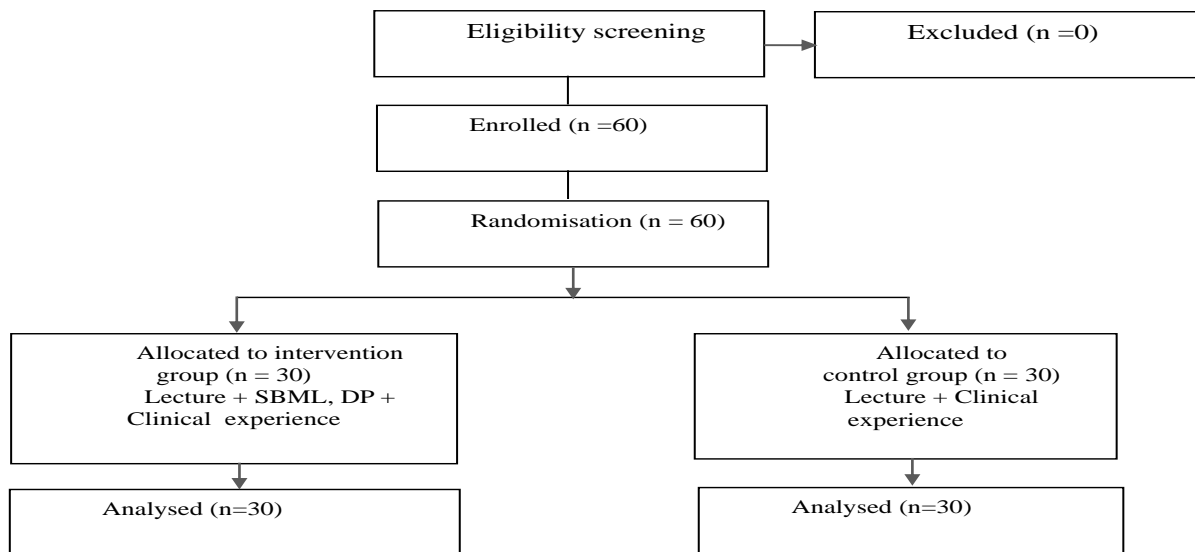 Eligibility screening
Excluded (n =0)
Enrolled (n =60)
Randomisation (n = 60)
Allocated to intervention
group (n = 30)
Lecture + SBML, DP +
Clinical experience
Allocated to
control group (n = 30)
Lecture + Clinical
experience
Analysed (n=30)
Analysed (n=30)